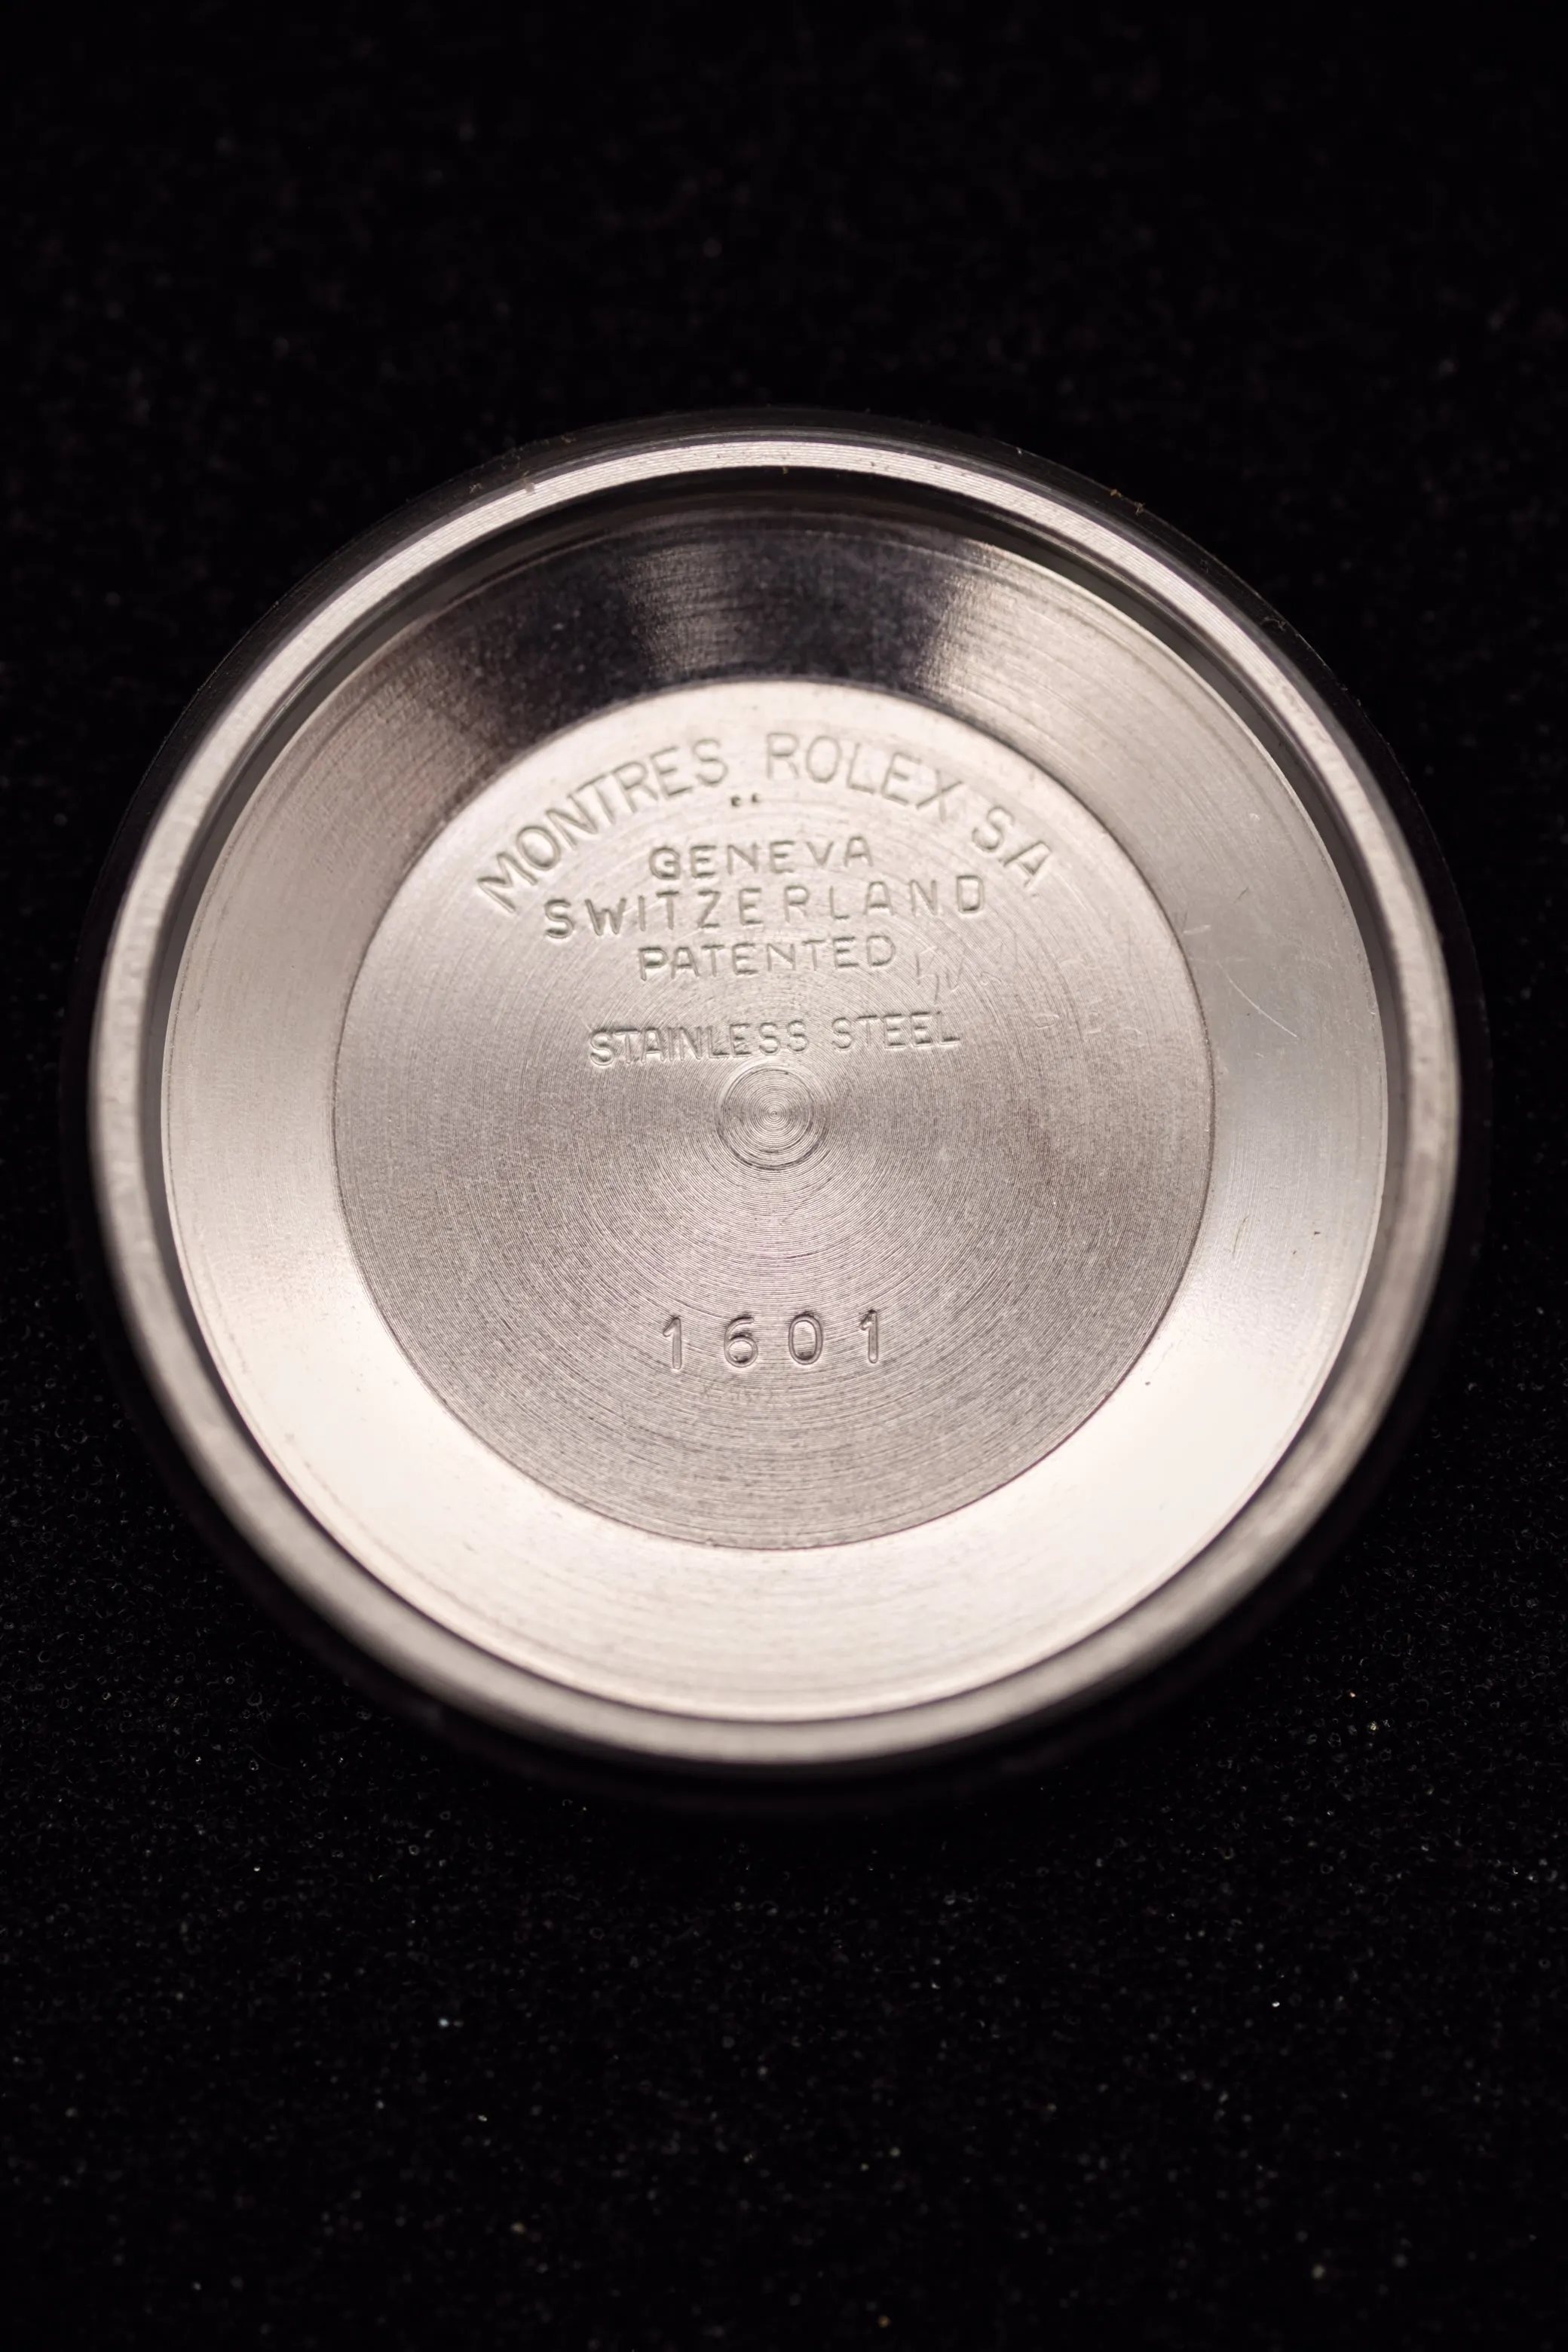 MONTRES ROLEX SA
GENEVA
SWITZERLAND
PATENTED
STAINLESS STEEL
1601